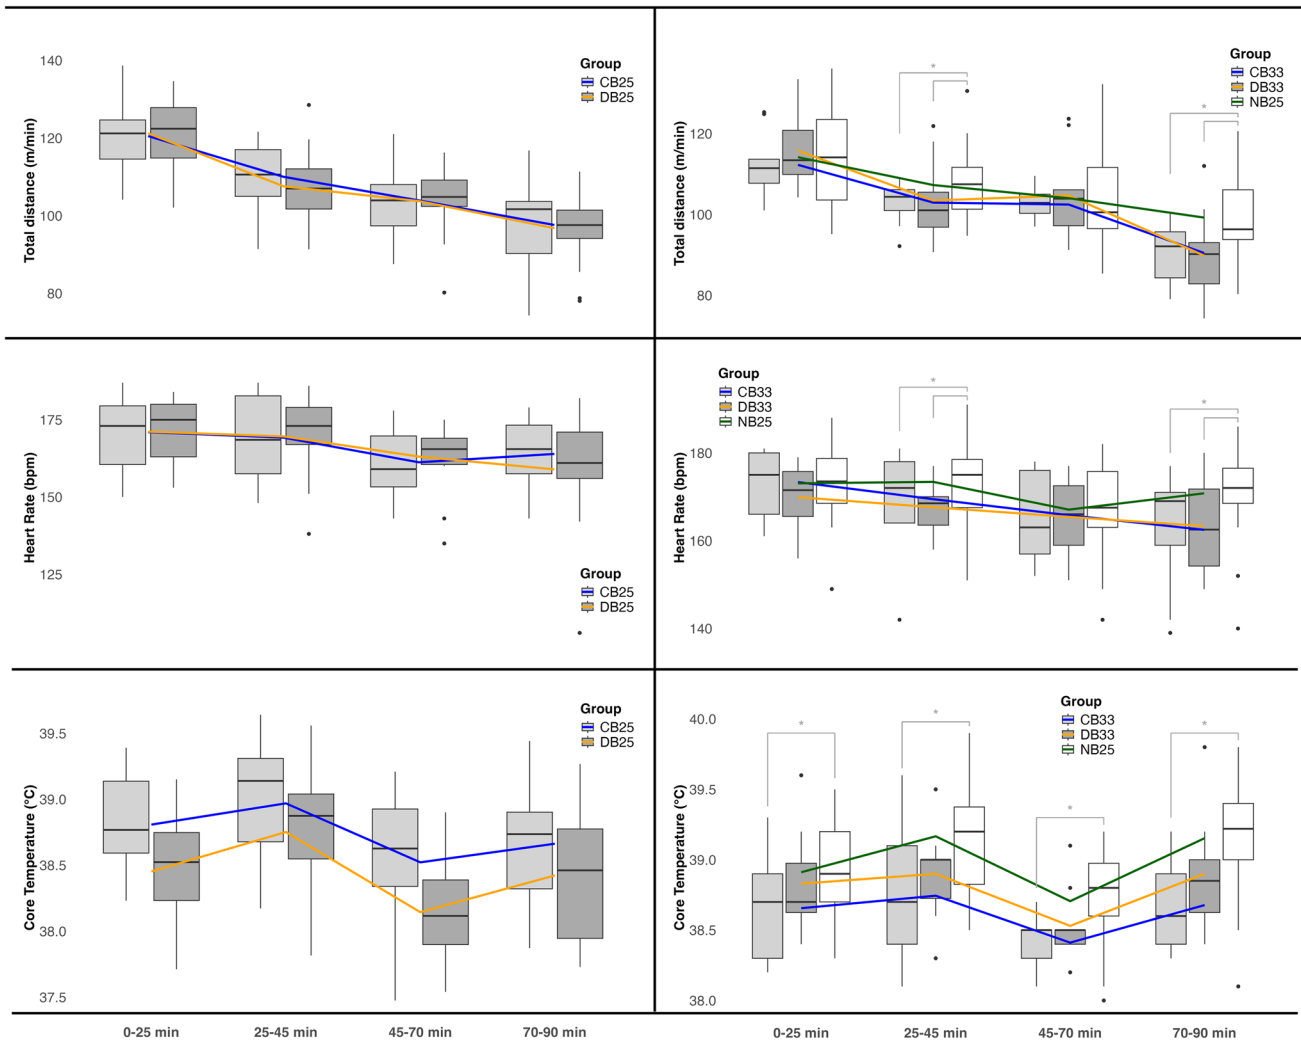 Group
CB25
DB25
Total distance (m/min)
140
120
100
80
Group
CB33
DB33
NB25
Total distance (m/min)
120
100
80
*
*
Heart Rate (bpm)
175
150
125
Group
CB25
DB25
Group
CB33
DB33
NB25
Heart Rate (bpm)
180
160
140
*
*
Group
CB25
DB25
Core Temperature (°C)
39.5
39.0
38.5
38.0
37.5
0-25 min
25-45 min
45-70 min
70-90 min
Group
CB33
DB33
NB25
Core Temperature (°C)
40.0
39.5
39.0
38.5
38.0
*
*
*
*
0-25 min
25-45 min
45-70 min
70-90 min